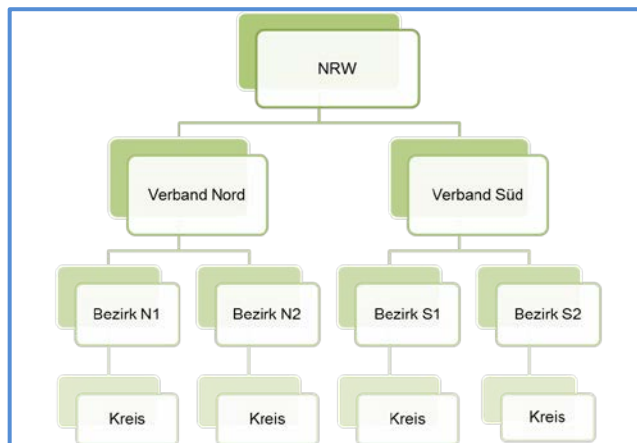 NRW
Verband Nord
Verband Süd
Bezirk N1
Bezirk N2
Bezirk S1
Bezirk S2
Kreis
Kreis
Kreis
Kreis